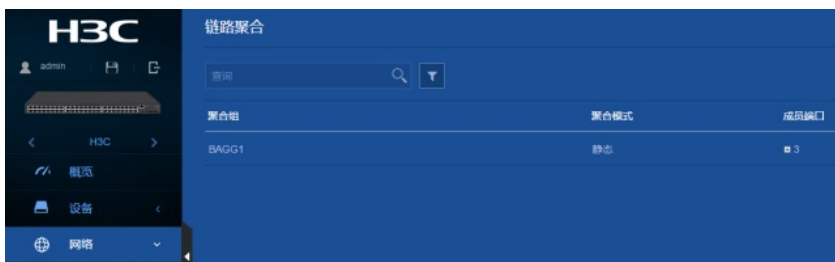 H3C
链路聚合
admin
查询
聚合组 聚合模式 成员端口
H3C
BAGG1 静态 3
概览
设备
网络